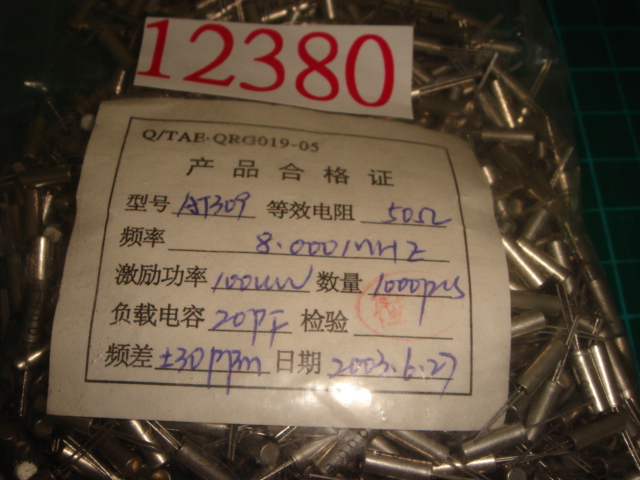 12380
Q/TAE·QRG019-05
产品合格证
型号 AT309 等效电阻 50Ω
频率 8.000MHZ
激励功率 100uW 数量 1000pcs
负载电容 20PF 检验
频差 ±30ppm 日期 2003.6.27